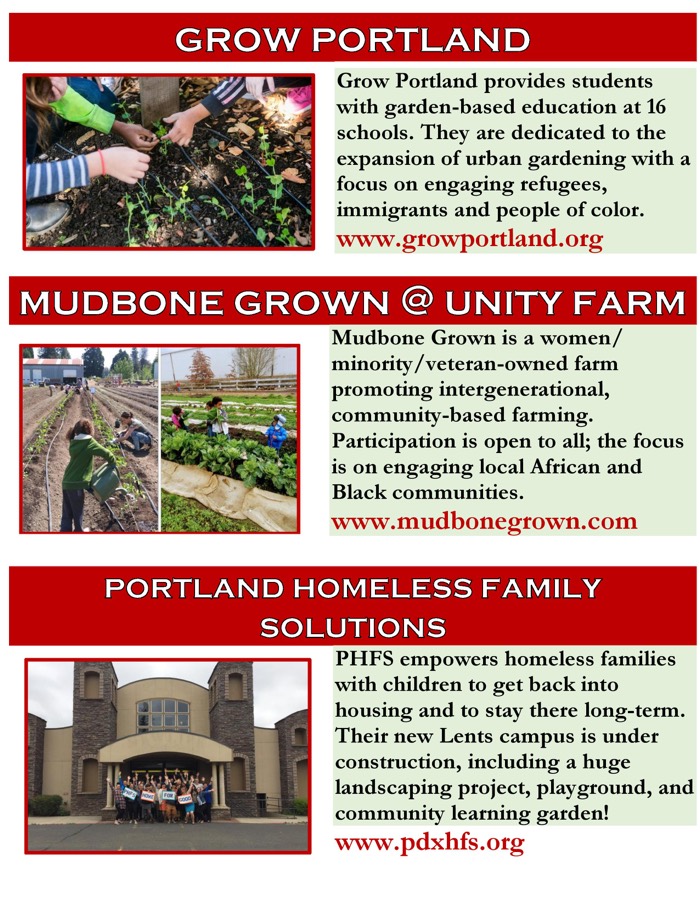 GROW PORTLAND
Grow Portland provides students
with garden-based education at 16
schools. They are dedicated to the
expansion of urban gardening with a
focus on engaging refugees,
immigrants and people of color.
www.growportland.org
MUDBONE GROWN @ UNITY FARM
Mudbone Grown is a women/
minority/veteran-owned farm
promoting intergenerational,
community-based farming.
Participation is open to all; the focus
is on engaging local African and
Black communities.
www.mudbonegrown.com
PORTLAND HOMELESS FAMILY
SOLUTIONS
PHFS empowers homeless families
with children to get back into
housing and to stay there long-term.
Their new Lents campus is under
construction, including a huge
landscaping project, playground, and
community learning garden!
PHFS HOME FOR GOOD
www.pdxhfs.org